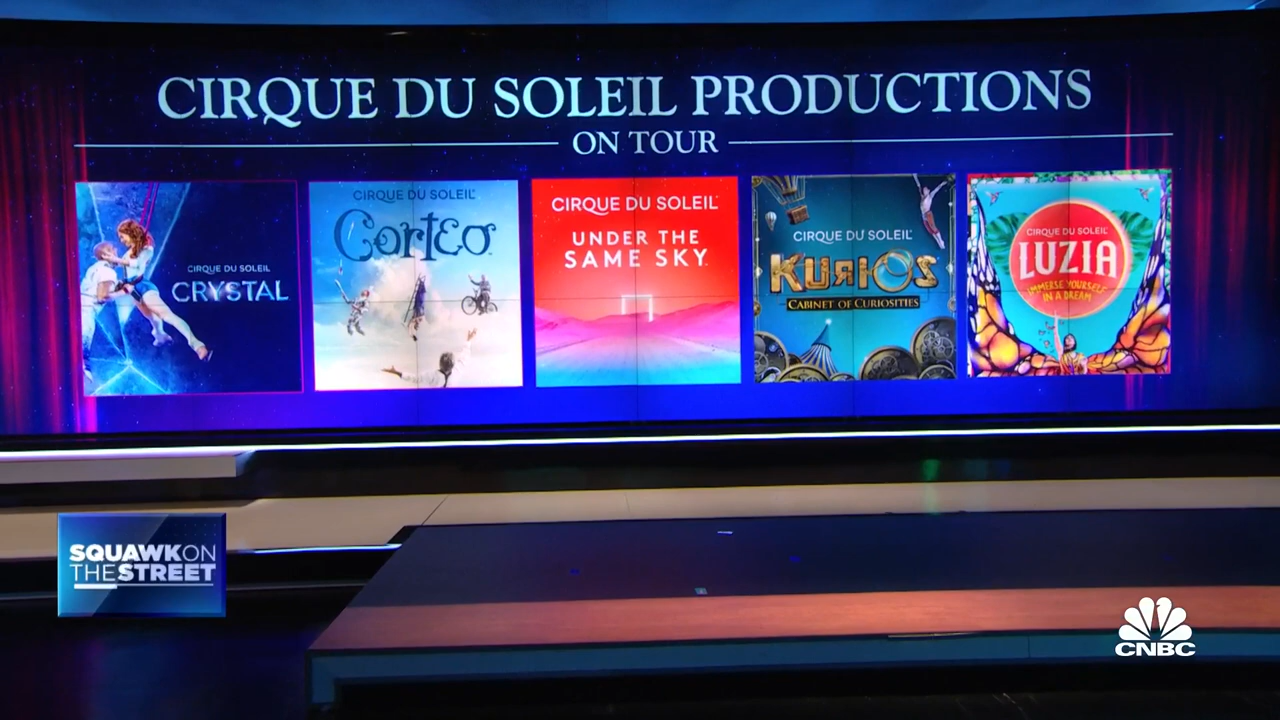 CIRQUE DU SOLEIL PRODUCTIONS
ON TOUR
CIRQUE DU SOLEIL
CRYSTAL
CIRQUE DU SOLEIL
Corteo
CIRQUE DU SOLEIL
UNDER THE
SAME SKY
CIRQUE DU SOLEIL
KURIOS
CABINET OF CURIOSITIES
CIRQUE DU SOLEIL
LUZIA
IMMERSE YOURSELF
IN A DREAM
SQUAWK ON
THE STREET
CNBC